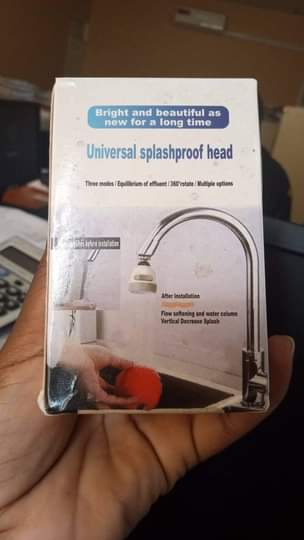 Bright and beautiful as
new for a long time
Universal splashproof head
Three modes / Equilibrium of effluent / 360°rotate / Multiple options
before installation
After installation
Flow softening and water column
Vertical Decrease Splash